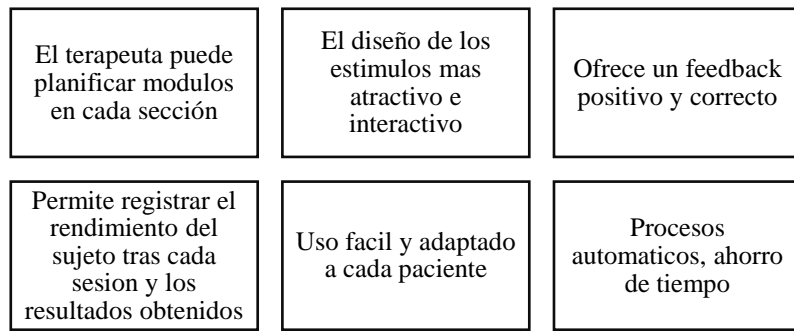 El terapeuta puede
planificar modulos
en cada sección
El diseño de los
estimulos mas
atractivo e
interactivo
Ofrece un feedback
positivo y correcto
Permite registrar el
rendimiento del
sujeto tras cada
sesion y los
resultados obtenidos
Uso facil y adaptado
a cada paciente
Procesos
automaticos, ahorro
de tiempo